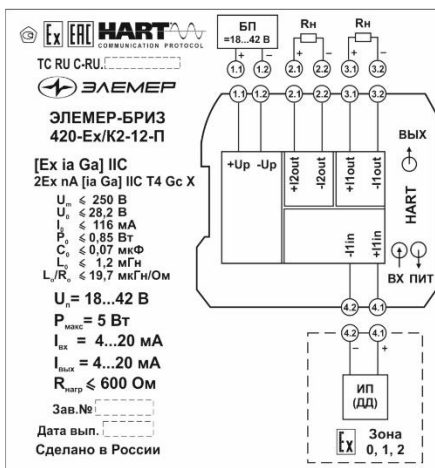 Ex EAC HART
COMMUNICATION PROTOCOL
TC RU C-RU.
ЭЛЕМЕР
ЭЛЕМЕР-БРИЗ
420-Ex/К2-12-П
[Ex ia Ga] IIC
2Ex nA [ia Ga] IIC T4 Gc X
Um ⩽ 250 В
U0 ⩽ 28,2 В
I0 ⩽ 116 мА
P0 ⩽ 0,85 Вт
C0 ⩽ 0,07 мкФ
L0 ⩽ 1,2 мГн
Lo/Ro ⩽ 19,7 мкГн/Ом
Uп = 18...42 В
Pмакс = 5 Вт
Iвх = 4...20 мА
Iвых = 4...20 мА
Rнагр ⩽ 600 Ом
Зав.№
Дата вып.
Сделано в России
БП
=18...42 В
Rн
Rн
+ − + − + −
1.1 1.2 2.1 2.2 3.1 3.2
1.1 1.2 2.1 2.2 3.1 3.2
+Up -Up +I2out -I2out +I1out -I1out
ВЫХ
HART
-I1in +I1in
ВХ ПИТ
4.2 4.1
4.2 4.1
− +
ИП
(ДД)
Ex Зона
0, 1, 2